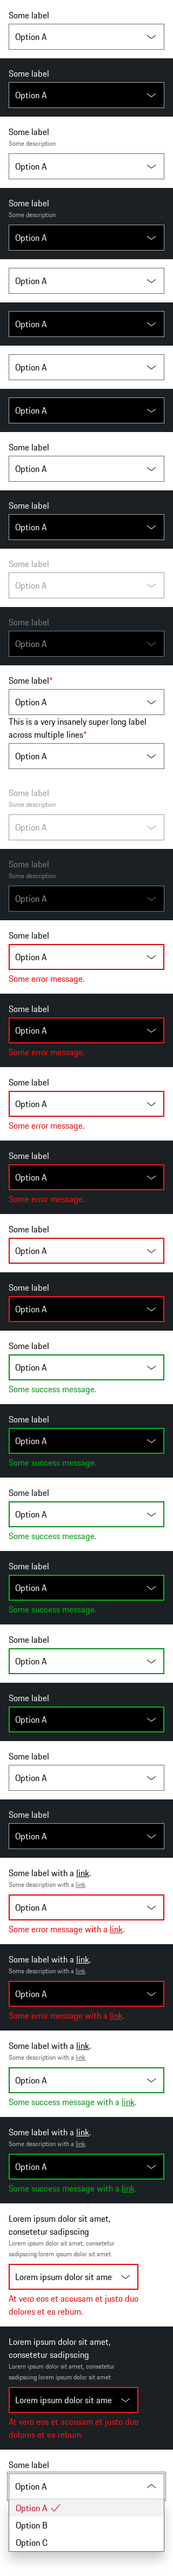 Some label
Option A
Some label
Option A
Some label
Some description
Option A
Some label
Some description
Option A
Option A
Option A
Option A
Option A
Some label
Option A
Some label
Option A
Some label
Option A
Some label
Option A
Some label*
Option A
This is a very insanely super long label
across multiple lines*
Option A
Some label
Some description
Option A
Some label
Some description
Option A
Some label
Option A
Some error message.
Some label
Option A
Some error message.
Some label
Option A
Some error message.
Some label
Option A
Some error message.
Some label
Option A
Some label
Option A
Some label
Option A
Some success message.
Some label
Option A
Some success message.
Some label
Option A
Some success message.
Some label
Option A
Some success message.
Some label
Option A
Some label
Option A
Some label
Option A
Some label
Option A
Some label with a link.
Some description with a link.
Option A
Some error message with a link.
Some label with a link.
Some description with a link.
Option A
Some error message with a link.
Some label with a link.
Some description with a link.
Option A
Some success message with a link.
Some label with a link.
Some description with a link.
Option A
Some success message with a link.
Lorem ipsum dolor sit amet,
consetetur sadipscing
Lorem ipsum dolor sit amet, consetetur
sadipscing lorem ipsum dolor sit amet
Lorem ipsum dolor sit ame
At vero eos et accusam et justo duo
dolores et ea rebum.
Lorem ipsum dolor sit amet,
consetetur sadipscing
Lorem ipsum dolor sit amet, consetetur
sadipscing lorem ipsum dolor sit amet
Lorem ipsum dolor sit ame
At vero eos et accusam et justo duo
dolores et ea rebum.
Some label
Option A
Option A
Option B
Option C